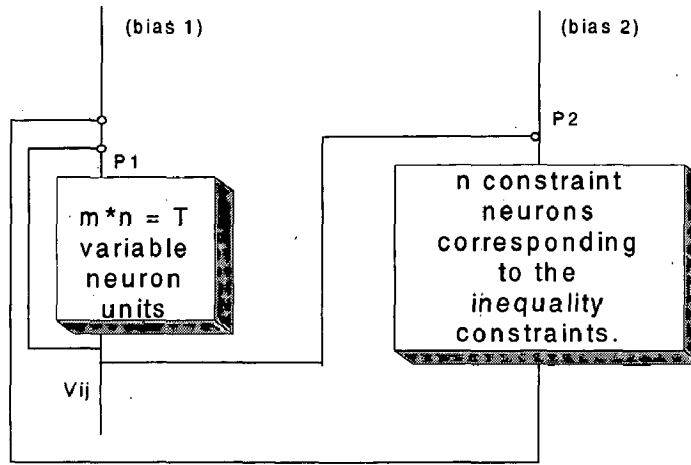 (bias 1)
(bias 2)
P1
P2
m*n = T
variable
neuron
units
n constraint
neurons
corresponding
to the
inequality
constraints.
Vij